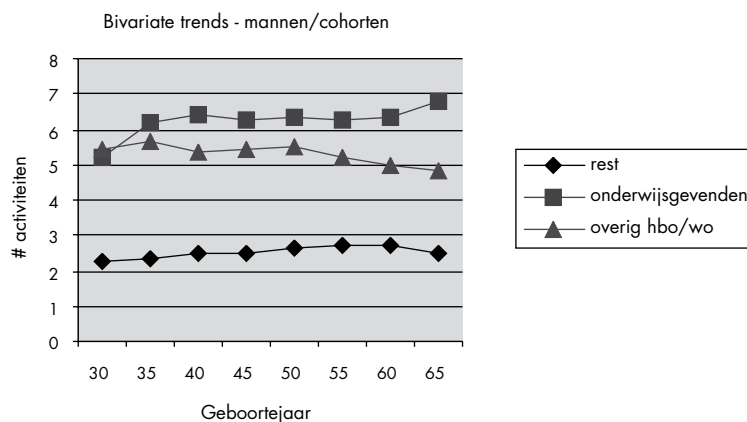 Bivariate trends - mannen/cohorten
# activiteiten
8
7
6
5
4
3
2
1
0
30 35 40 45 50 55 60 65
Geboortejaar
rest
onderwijsgevenden
overig hbo/wo